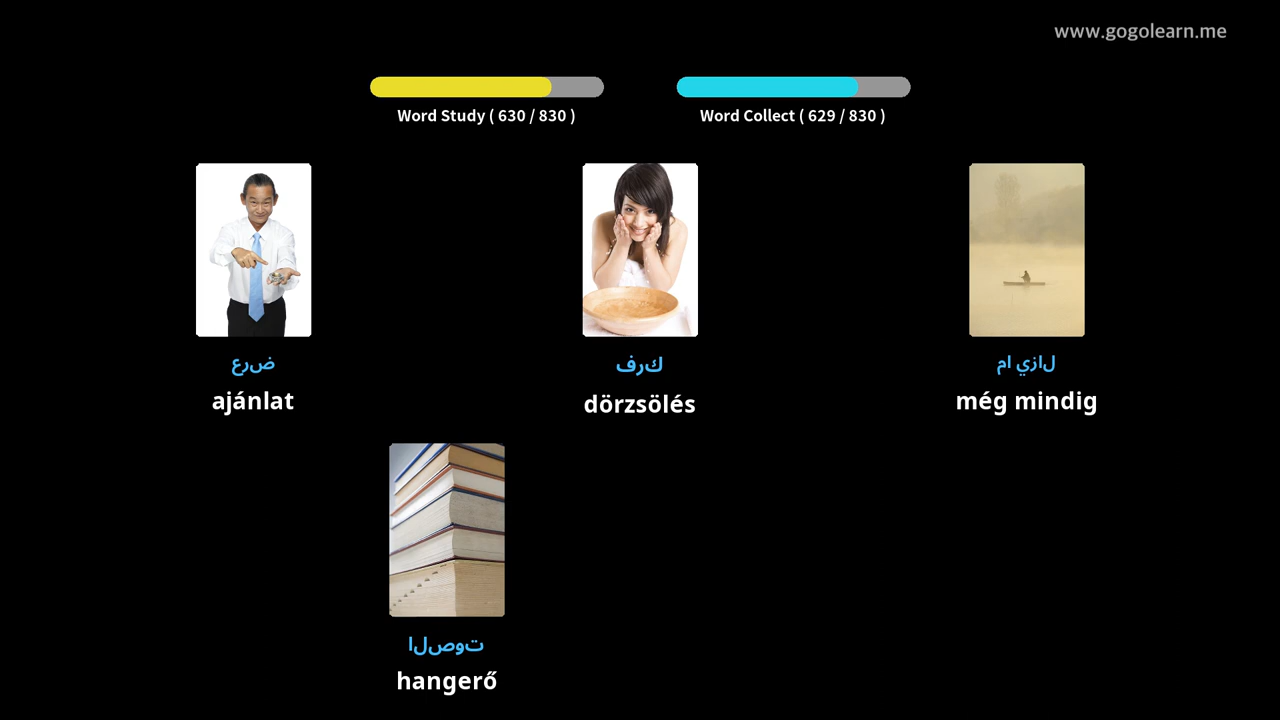 www.gogolearn.me
Word Study ( 630 / 830 )
Word Collect ( 629 / 830 )
عرض
ajánlat
فرك
dörzsölés
ما يزال
még mindig
الصوت
hangerő